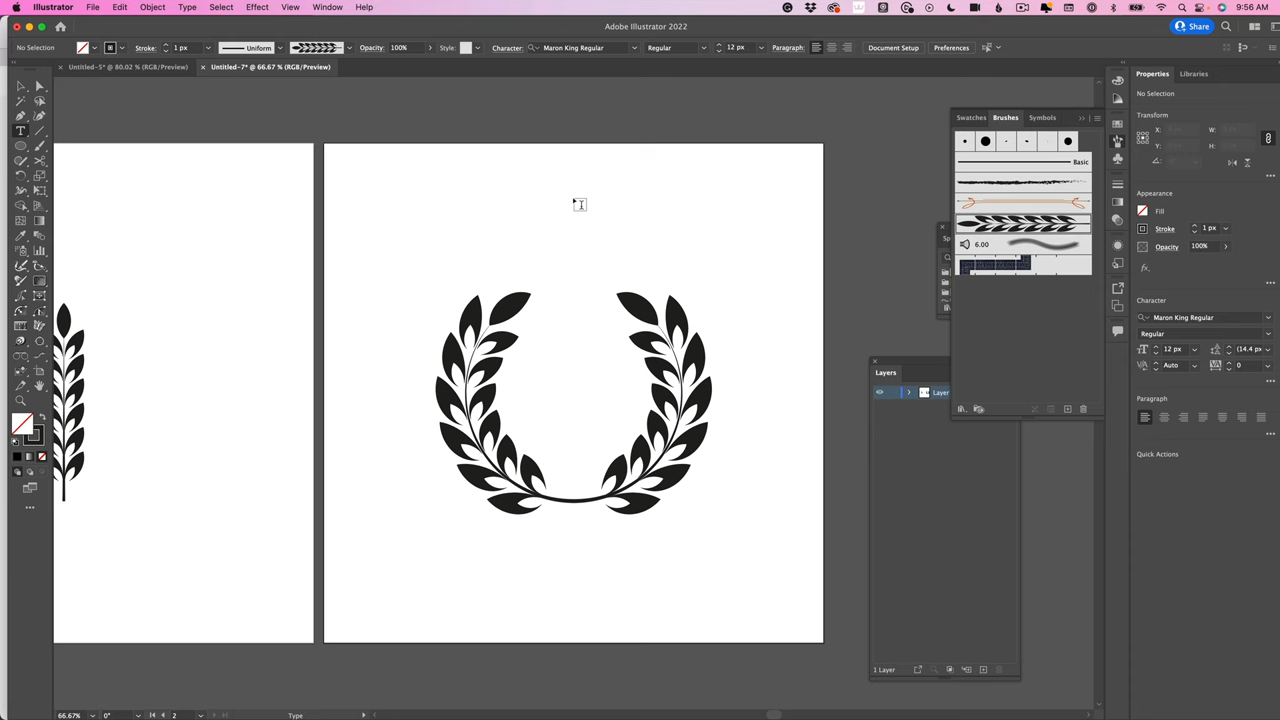 Illustrator File Edit Object Type Select Effect View Window Help 9:56 AM
Adobe Illustrator 2022
Share
No Selection Stroke: 1 px Uniform Opacity: 100% Style: Character: Maron King Regular Regular 12 px Paragraph: Document Setup Preferences
× Untitled-5* @ 80.02 % (RGB/Preview) × Untitled-7* @ 66.67 % (RGB/Preview)
Properties Libraries
No Selection
Transform
X: W:
Y: H:
Appearance
Fill
Stroke 1 px
Opacity 100%
fx.
Character
Maron King Regular
Regular
12 px (14.4 p
Auto 0
Paragraph
Quick Actions
Swatches Brushes Symbols
Basic
6.00
Layers
Layer
1 Layer
66.67% 0° 2 Type